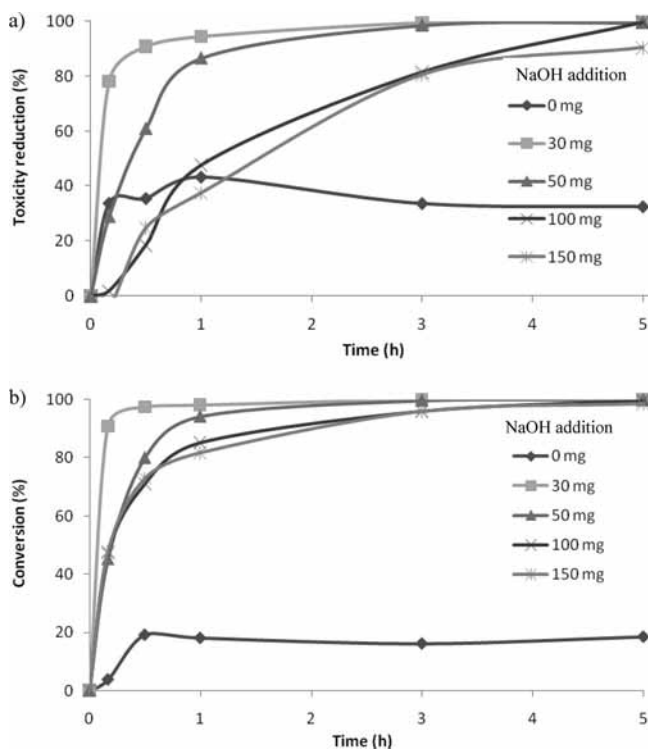 a)
100
80
60
40
20
0
Toxicity reduction (%)
NaOH addition
0 mg
30 mg
50 mg
100 mg
150 mg
0 1 2 3 4 5
Time (h)
b)
100
80
60
40
20
0
Conversion (%)
NaOH addition
0 mg
30 mg
50 mg
100 mg
150 mg
0 1 2 3 4 5
Time (h)